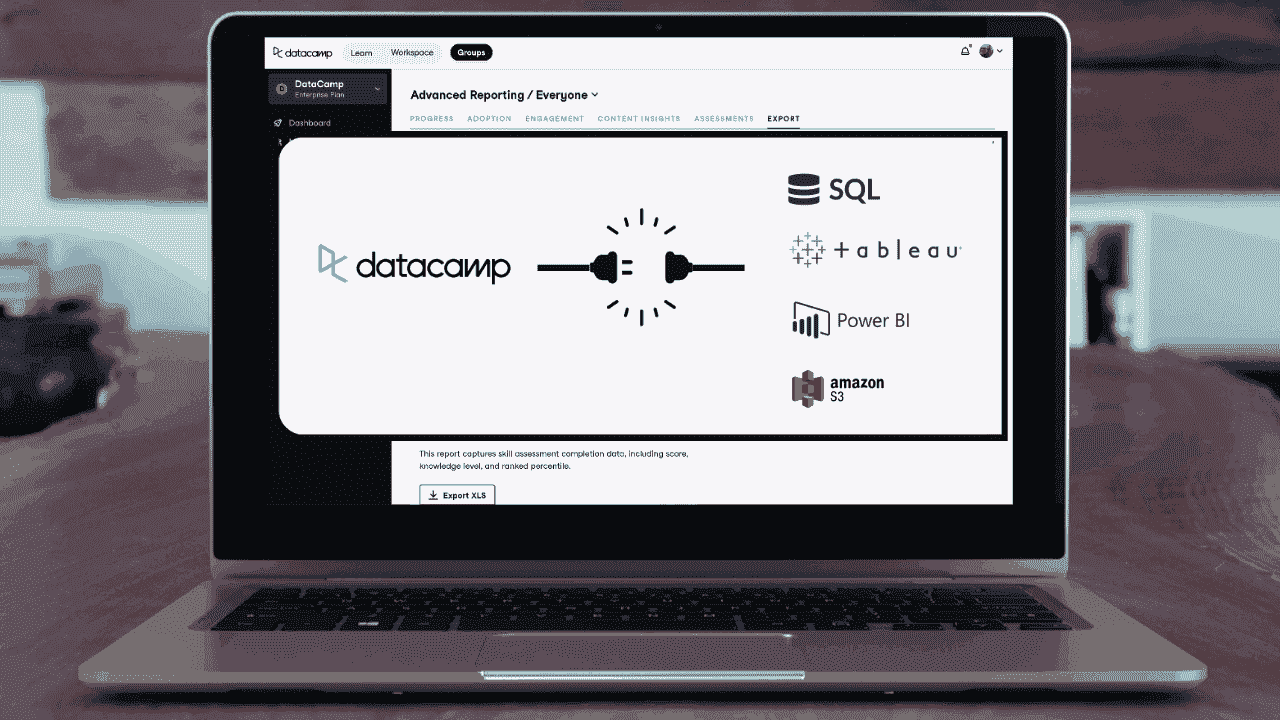 datacamp Learn Workspace Groups
DataCamp
Enterprise Plan
Advanced Reporting / Everyone
PROGRESS ADOPTION ENGAGEMENT CONTENT INSIGHTS ASSESSMENTS EXPORT
Dashboard
datacamp
SQL
+ableau
Power BI
amazon
S3
This report captures skill assessment completion data, including score,
knowledge level, and ranked percentile.
Export XLS